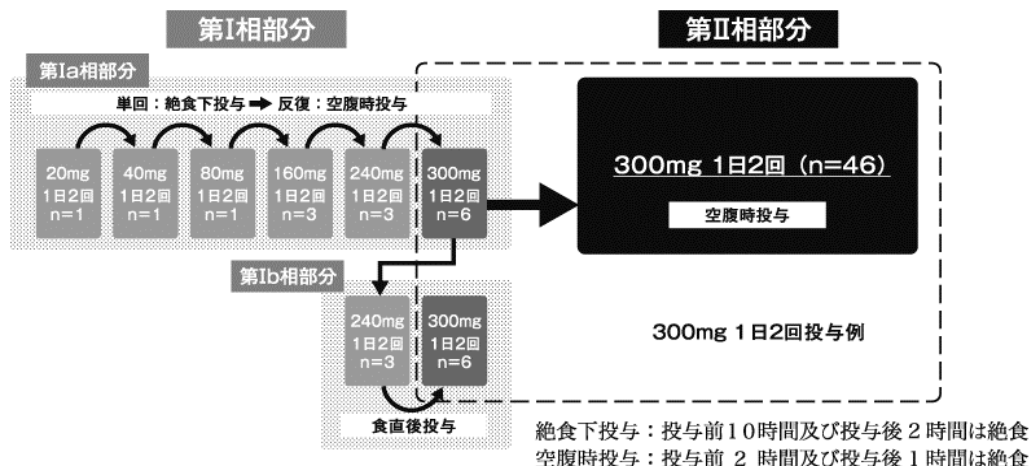 第I相部分
第II相部分
第Ia相部分
単回：絶食下投与➡反復：空腹時投与
20mg
1日2回
n=1
40mg
1日2回
n=1
80mg
1日2回
n=1
160mg
1日2回
n=3
240mg
1日2回
n=3
300mg
1日2回
n=6
300mg 1日2回（n=46）
空腹時投与
第Ib相部分
240mg
1日2回
n=3
300mg
1日2回
n=6
食直後投与
300mg 1日2回投与例
絶食下投与：投与前10時間及び投与後2時間は絶食
空腹時投与：投与前 2 時間及び投与後1時間は絶食